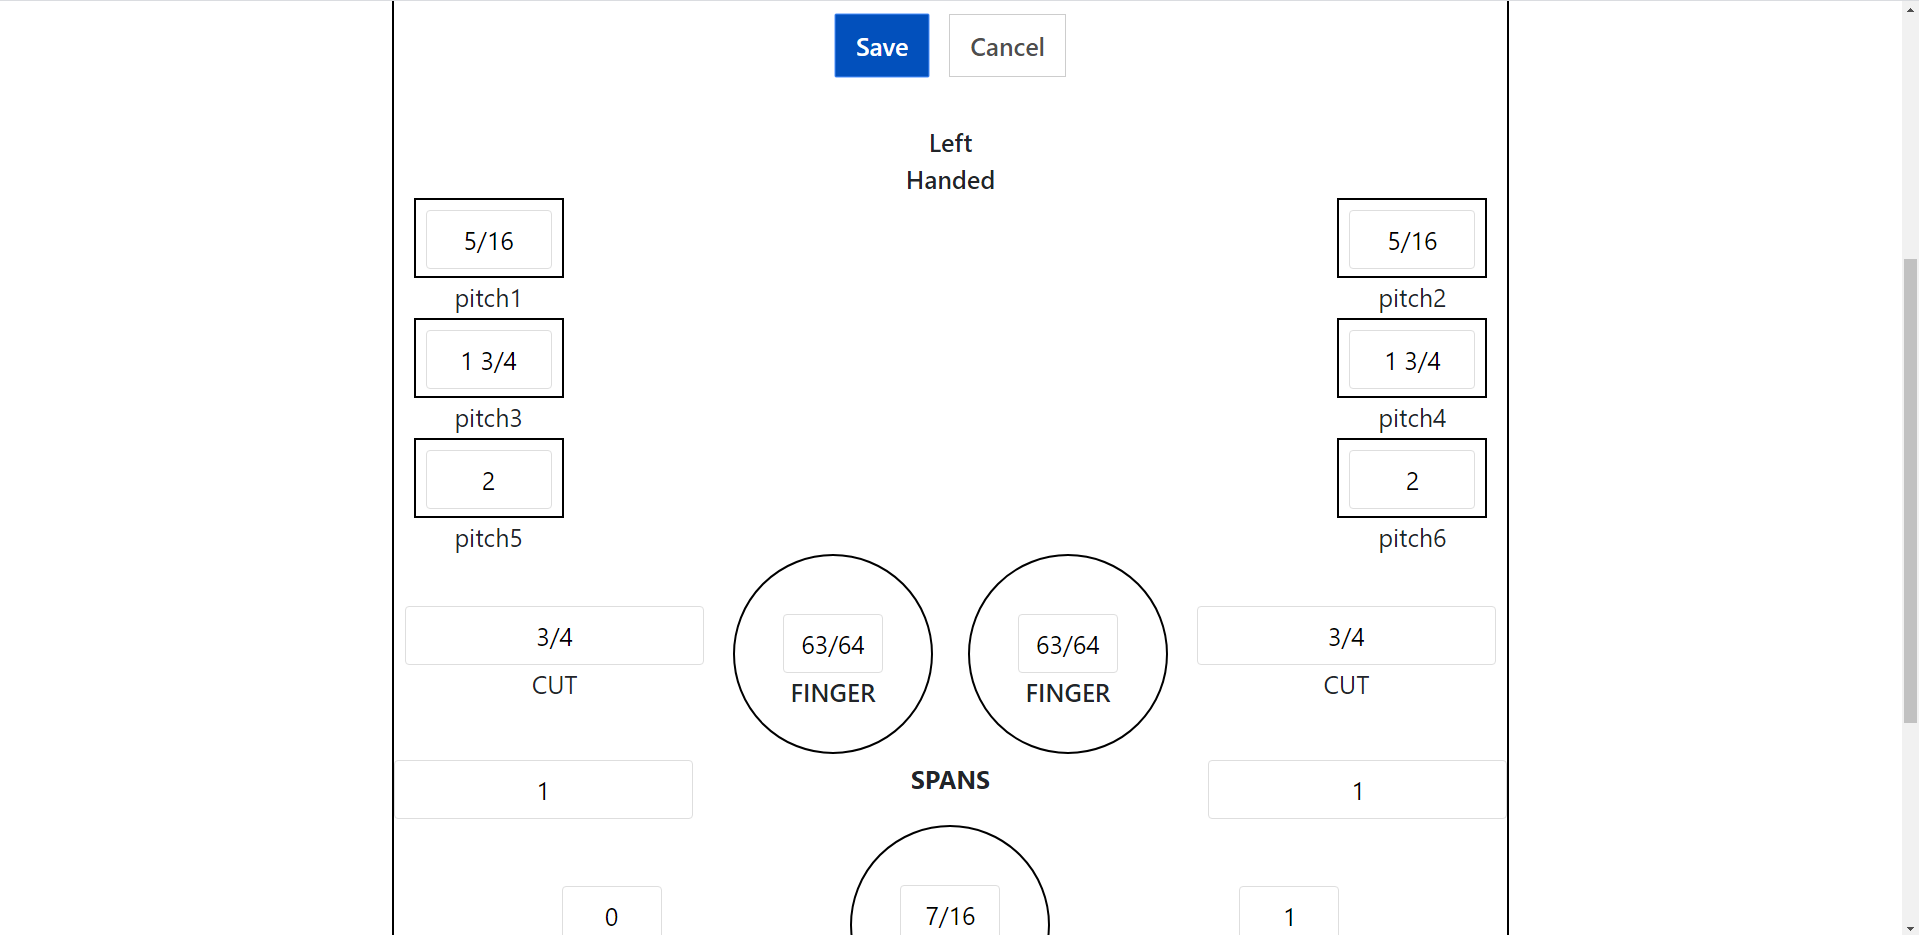 Save Cancel
Left
Handed
5/16 5/16
pitch1 pitch2
1 3/4 1 3/4
pitch3 pitch4
2 2
pitch5 pitch6
3/4 63/64 63/64 3/4
CUT FINGER FINGER CUT
SPANS
1 1
0 7/16 1